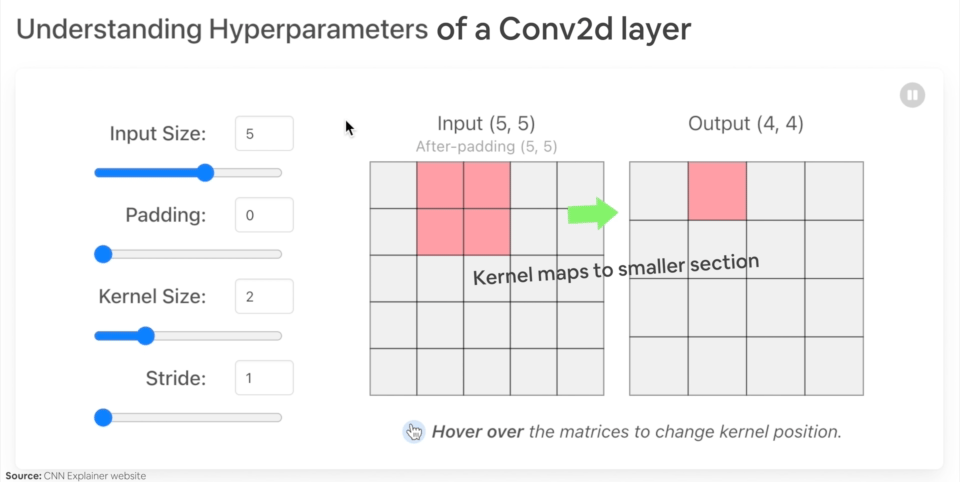 Understanding Hyperparameters of a Conv2d layer
Input Size: 5
Padding: 0
Kernel Size: 2
Stride: 1
Input (5, 5)
After-padding (5, 5)
Output (4, 4)
Kernel maps to smaller section
Hover over the matrices to change kernel position.
Source: CNN Explainer website